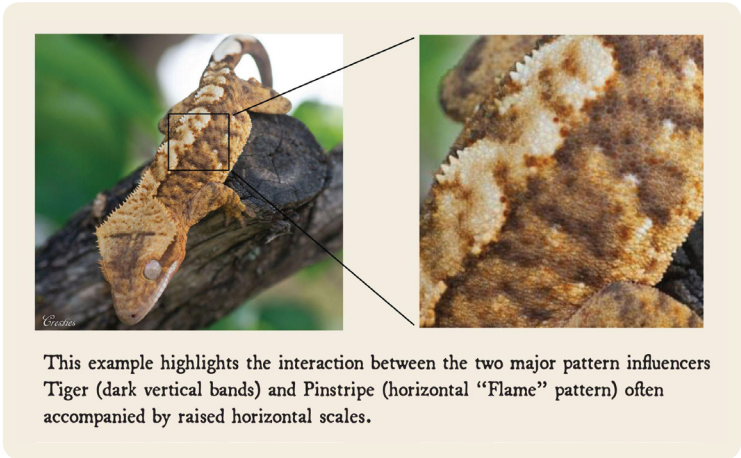 Creshes
This example highlights the interaction between the two major pattern influencers
Tiger (dark vertical bands) and Pinstripe (horizontal “Flame” pattern) often
accompanied by raised horizontal scales.